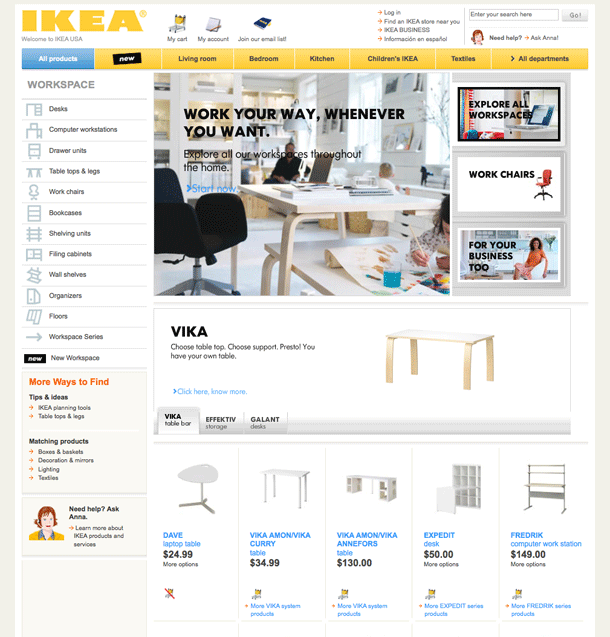 IKEA®
Welcome to IKEA USA
My cart
My account
Join our email list!
Log in
Find an IKEA store near you
IKEA BUSINESS
Información en español
Enter your search here
Go!
Need help? Ask Anna!
All products
new
Living room
Bedroom
Kitchen
Children's IKEA
Textiles
All departments
WORKSPACE
Desks
Computer workstations
Drawer units
Table tops & legs
Work chairs
Bookcases
Shelving units
Filing cabinets
Wall shelves
Organizers
Floors
Workspace Series
new New Workspace
More Ways to Find
Tips & ideas
IKEA planning tools
Table tops & legs
Matching products
Boxes & baskets
Decoration & mirrors
Lighting
Textiles
Need help? Ask
Anna.
Learn more about
IKEA products and
services
WORK YOUR WAY, WHENEVER
YOU WANT.
Explore all our workspaces throughout
the home.
Start now.
EXPLORE ALL
WORKSPACES
WORK CHAIRS
FOR YOUR
BUSINESS
TOO
VIKA
Choose table top. Choose support. Presto! You
have your own table.
Click here, know more.
VIKA
table bar
EFFEKTIV
storage
GALANT
desks
DAVE
laptop table
$24.99
More options
VIKA AMON/VIKA
CURRY
table
$34.99
More VIKA system
products
VIKA AMON/VIKA
ANNEFORS
table
$130.00
More VIKA system
products
EXPEDIT
desk
$50.00
More options
More EXPEDIT series
products
FREDRIK
computer work station
$149.00
More options
More FREDRIK series
products